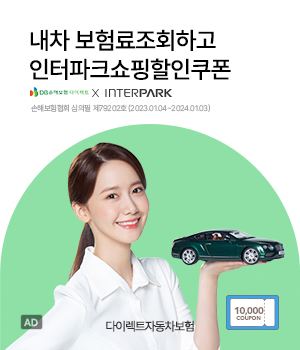 내차 보험료조회하고
인터파크쇼핑할인쿠폰
DB손해보험 다이렉트 X INTERPARK
손해보험협회 심의필 제79202호 (2023.01.04~2024.01.03)
AD
다이렉트자동차보험
10,000
COUPON